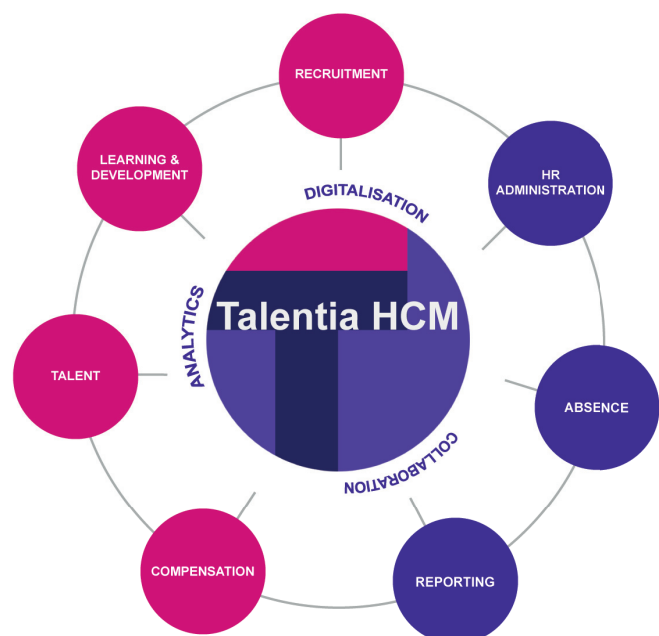 RECRUITMENT
LEARNING &
DEVELOPMENT
HR
ADMINISTRATION
DIGITALISATION
ANALYTICS
Talentia HCM
TALENT
ABSENCE
COLLABORATION
COMPENSATION
REPORTING